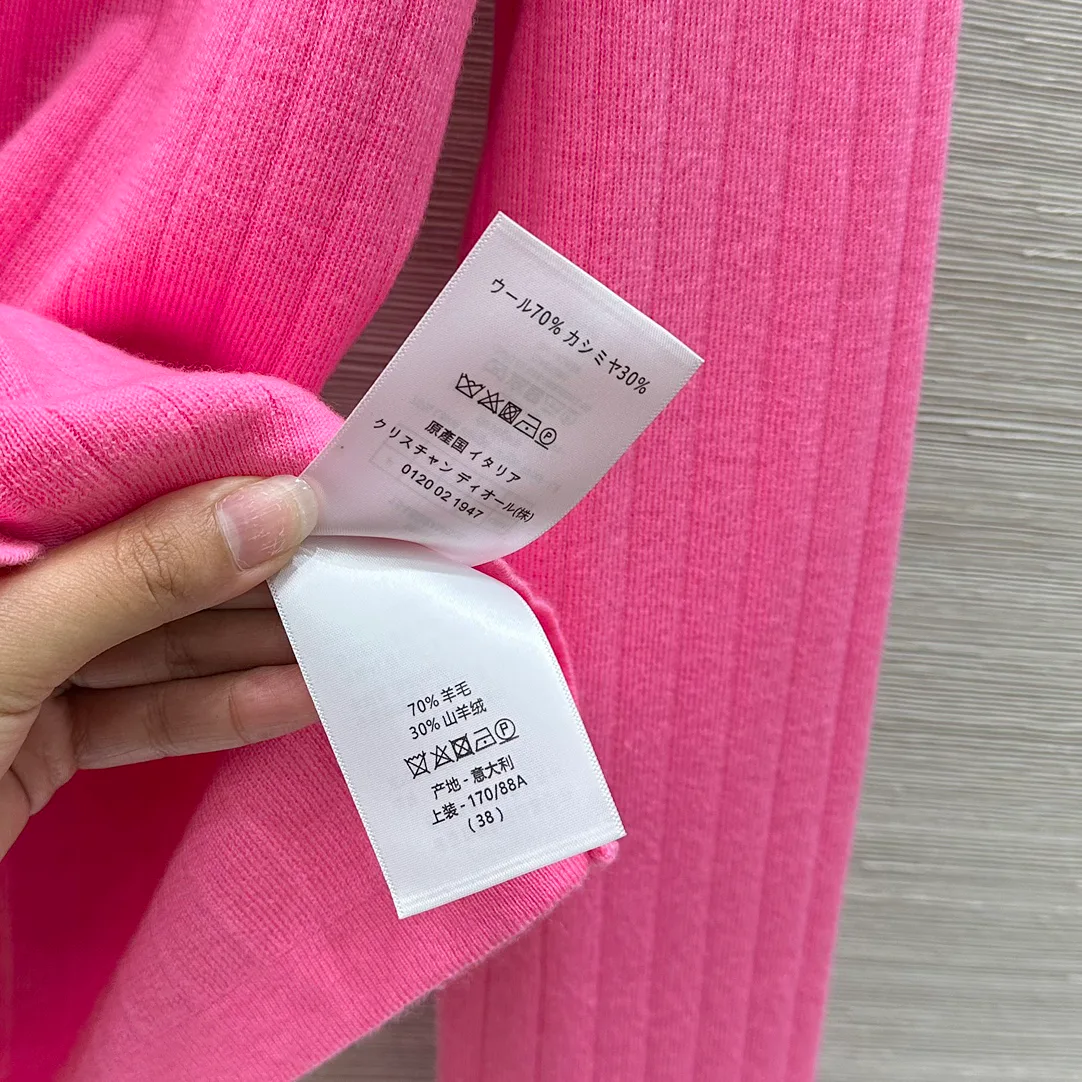 ウール70% カシミヤ30%
原産国 イタリア
クリスチャン ディオール(株)
0120 02 1947
70% 羊毛
30% 山羊绒
产地 - 意大利
上装 - 170/88A
( 38 )